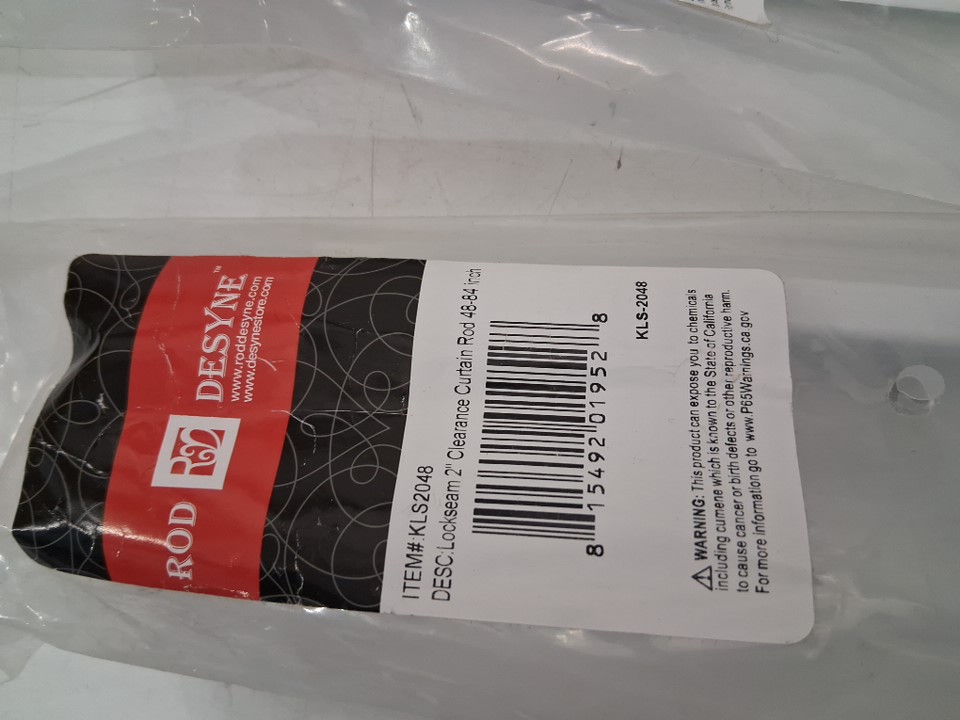 ROD RD DESYNE™
www.roddesyne.com
www.desynestore.com
ITEM#:KLS2048
DESC:Lockseam 2" Clearance Curtain Rod 48-84 inch
8 15492 01952 8
KLS-2048
⚠ WARNING: This product can expose you to chemicals
including cumene which is known to the State of California
to cause cancer or birth defects or other reproductive harm.
For more information go to www.P65Warnings.ca.gov